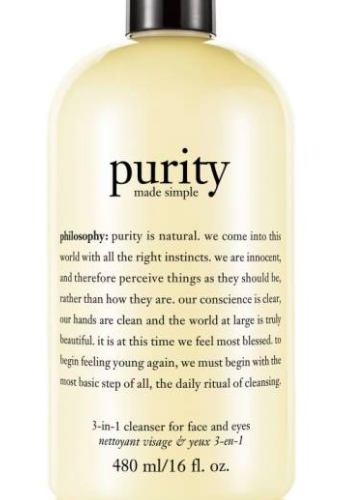 purity
made simple
philosophy: purity is natural. we come into this
world with all the right instincts. we are innocent,
and therefore perceive things as they should be,
rather than how they are. our conscience is clear,
our hands are clean and the world at large is truly
beautiful. it is at this time we feel most blessed. to
begin feeling young again, we must begin with the
most basic step of all, the daily ritual of cleansing.
3-in-1 cleanser for face and eyes
nettoyant visage & yeux 3-en-1
480 ml/16 fl. oz.